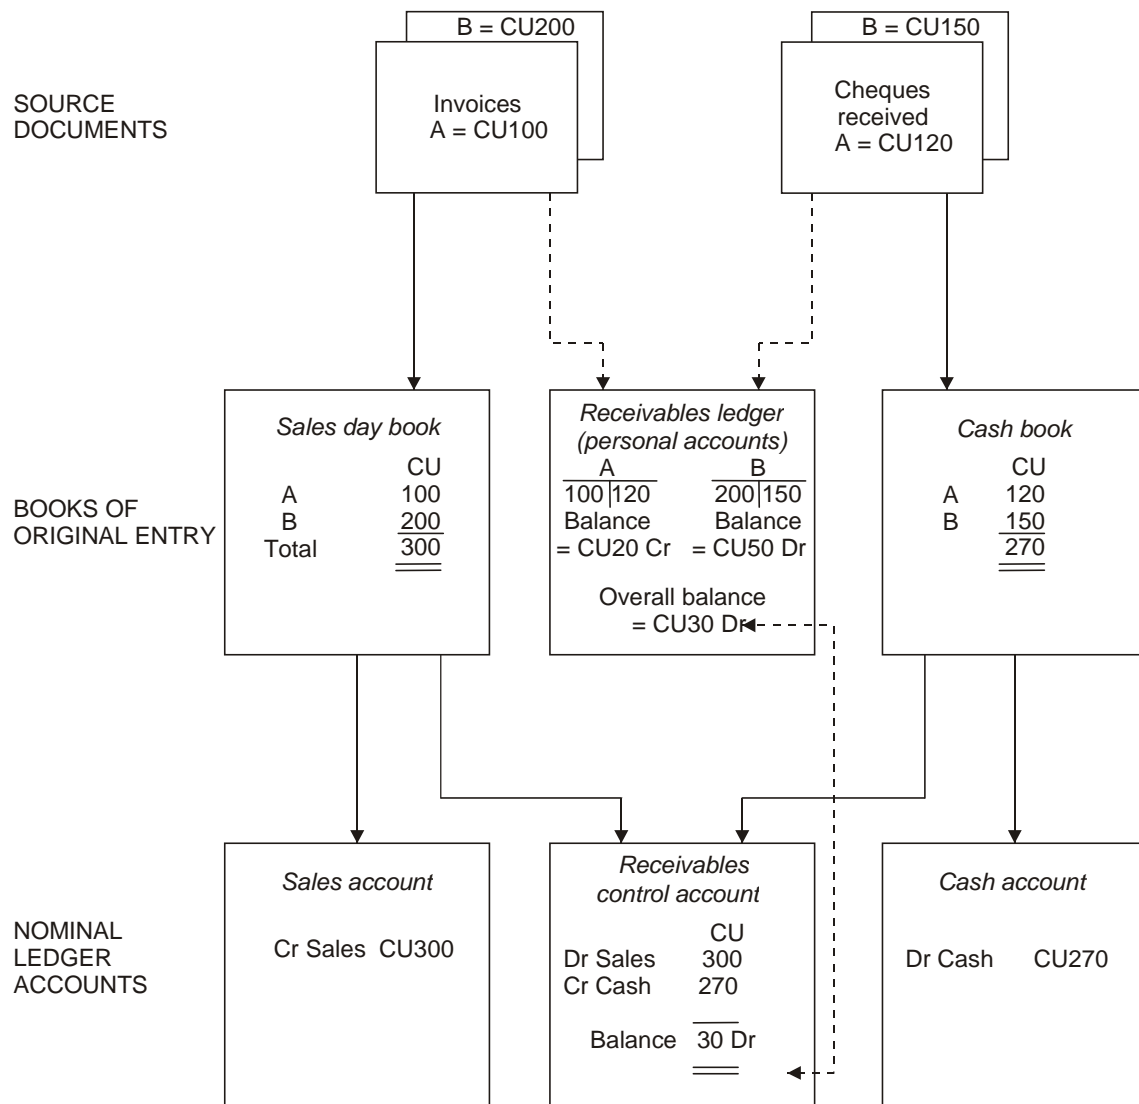 B = CU200
B = CU150
SOURCE
DOCUMENTS
Invoices
A = CU100
Cheques
received
A = CU120
BOOKS OF
ORIGINAL ENTRY
Sales day book
CU
A 100
B 200
Total 300
Receivables ledger
(personal accounts)
A B
100 120 200 150
Balance Balance
= CU20 Cr = CU50 Dr
Overall balance
= CU30 Dr
Cash book
CU
A 120
B 150
270
NOMINAL
LEDGER
ACCOUNTS
Sales account
Cr Sales CU300
Receivables
control account
CU
Dr Sales 300
Cr Cash 270
Balance 30 Dr
Cash account
Dr Cash CU270